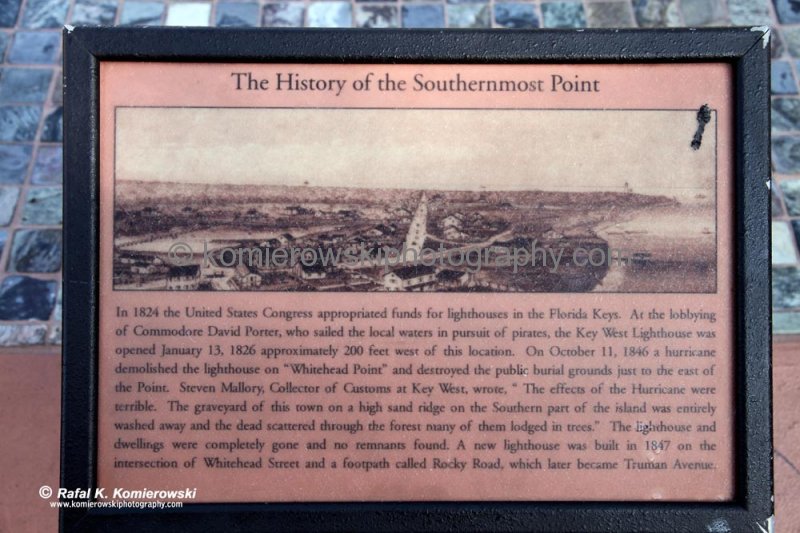 The History of the Southernmost Point
© komierowskiphotography.com ©
In 1824 the United States Congress appropriated funds for lighthouses in the Florida Keys. At the lobbying
of Commodore David Porter, who sailed the local waters in pursuit of pirates, the Key West Lighthouse was
opened January 13, 1826 approximately 200 feet west of this location. On October 11, 1846 a hurricane
demolished the lighthouse on “Whitehead Point” and destroyed the public burial grounds just to the east of
the Point. Steven Mallory, Collector of Customs at Key West, wrote, “ The effects of the Hurricane were
terrible. The graveyard of this town on a high sand ridge on the Southern part of the island was entirely
washed away and the dead scattered through the forest many of them lodged in trees.” The lighthouse and
dwellings were completely gone and no remnants found. A new lighthouse was built in 1847 on the
intersection of Whitehead Street and a footpath called Rocky Road, which later became Truman Avenue.
© Rafal K. Komierowski
www.komierowskiphotography.com